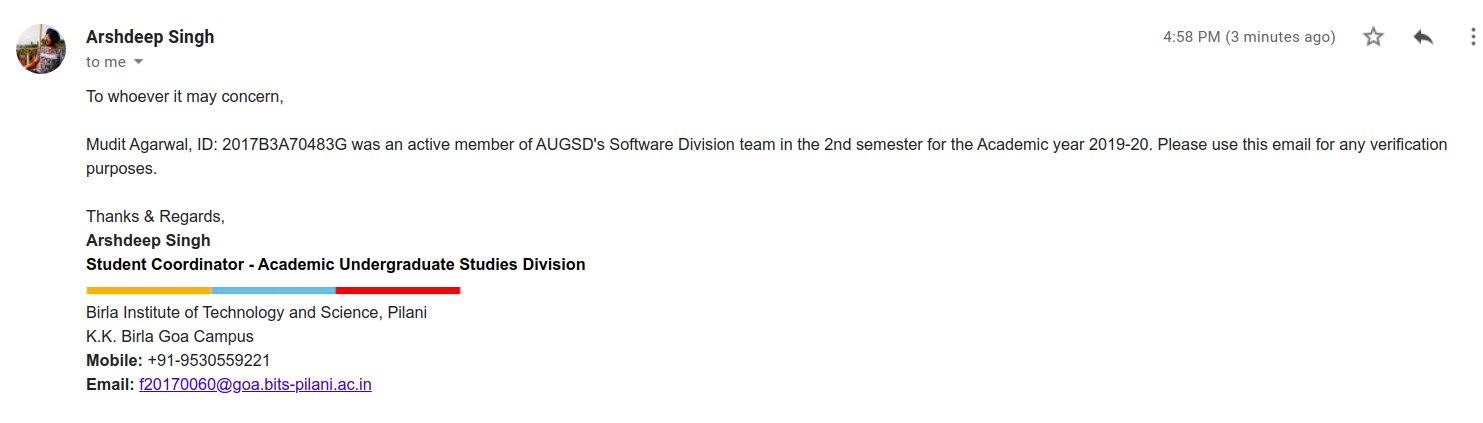 Arshdeep Singh
4:58 PM (3 minutes ago)
to me
To whoever it may concern,
Mudit Agarwal, ID: 2017B3A70483G was an active member of AUGSD's Software Division team in the 2nd semester for the Academic year 2019-20. Please use this email for any verification
purposes.
Thanks & Regards,
Arshdeep Singh
Student Coordinator - Academic Undergraduate Studies Division
Birla Institute of Technology and Science, Pilani
K.K. Birla Goa Campus
Mobile: +91-9530559221
Email: f20170060@goa.bits-pilani.ac.in